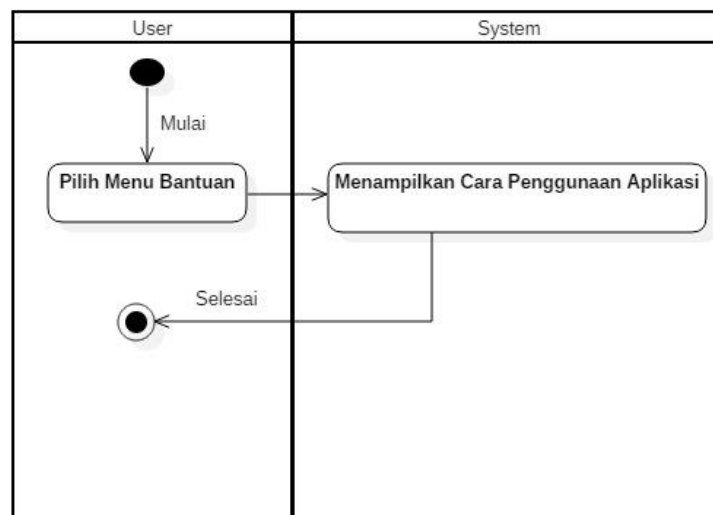 User
System
Mulai
Pilih Menu Bantuan
Menampilkan Cara Penggunaan Aplikasi
Selesai